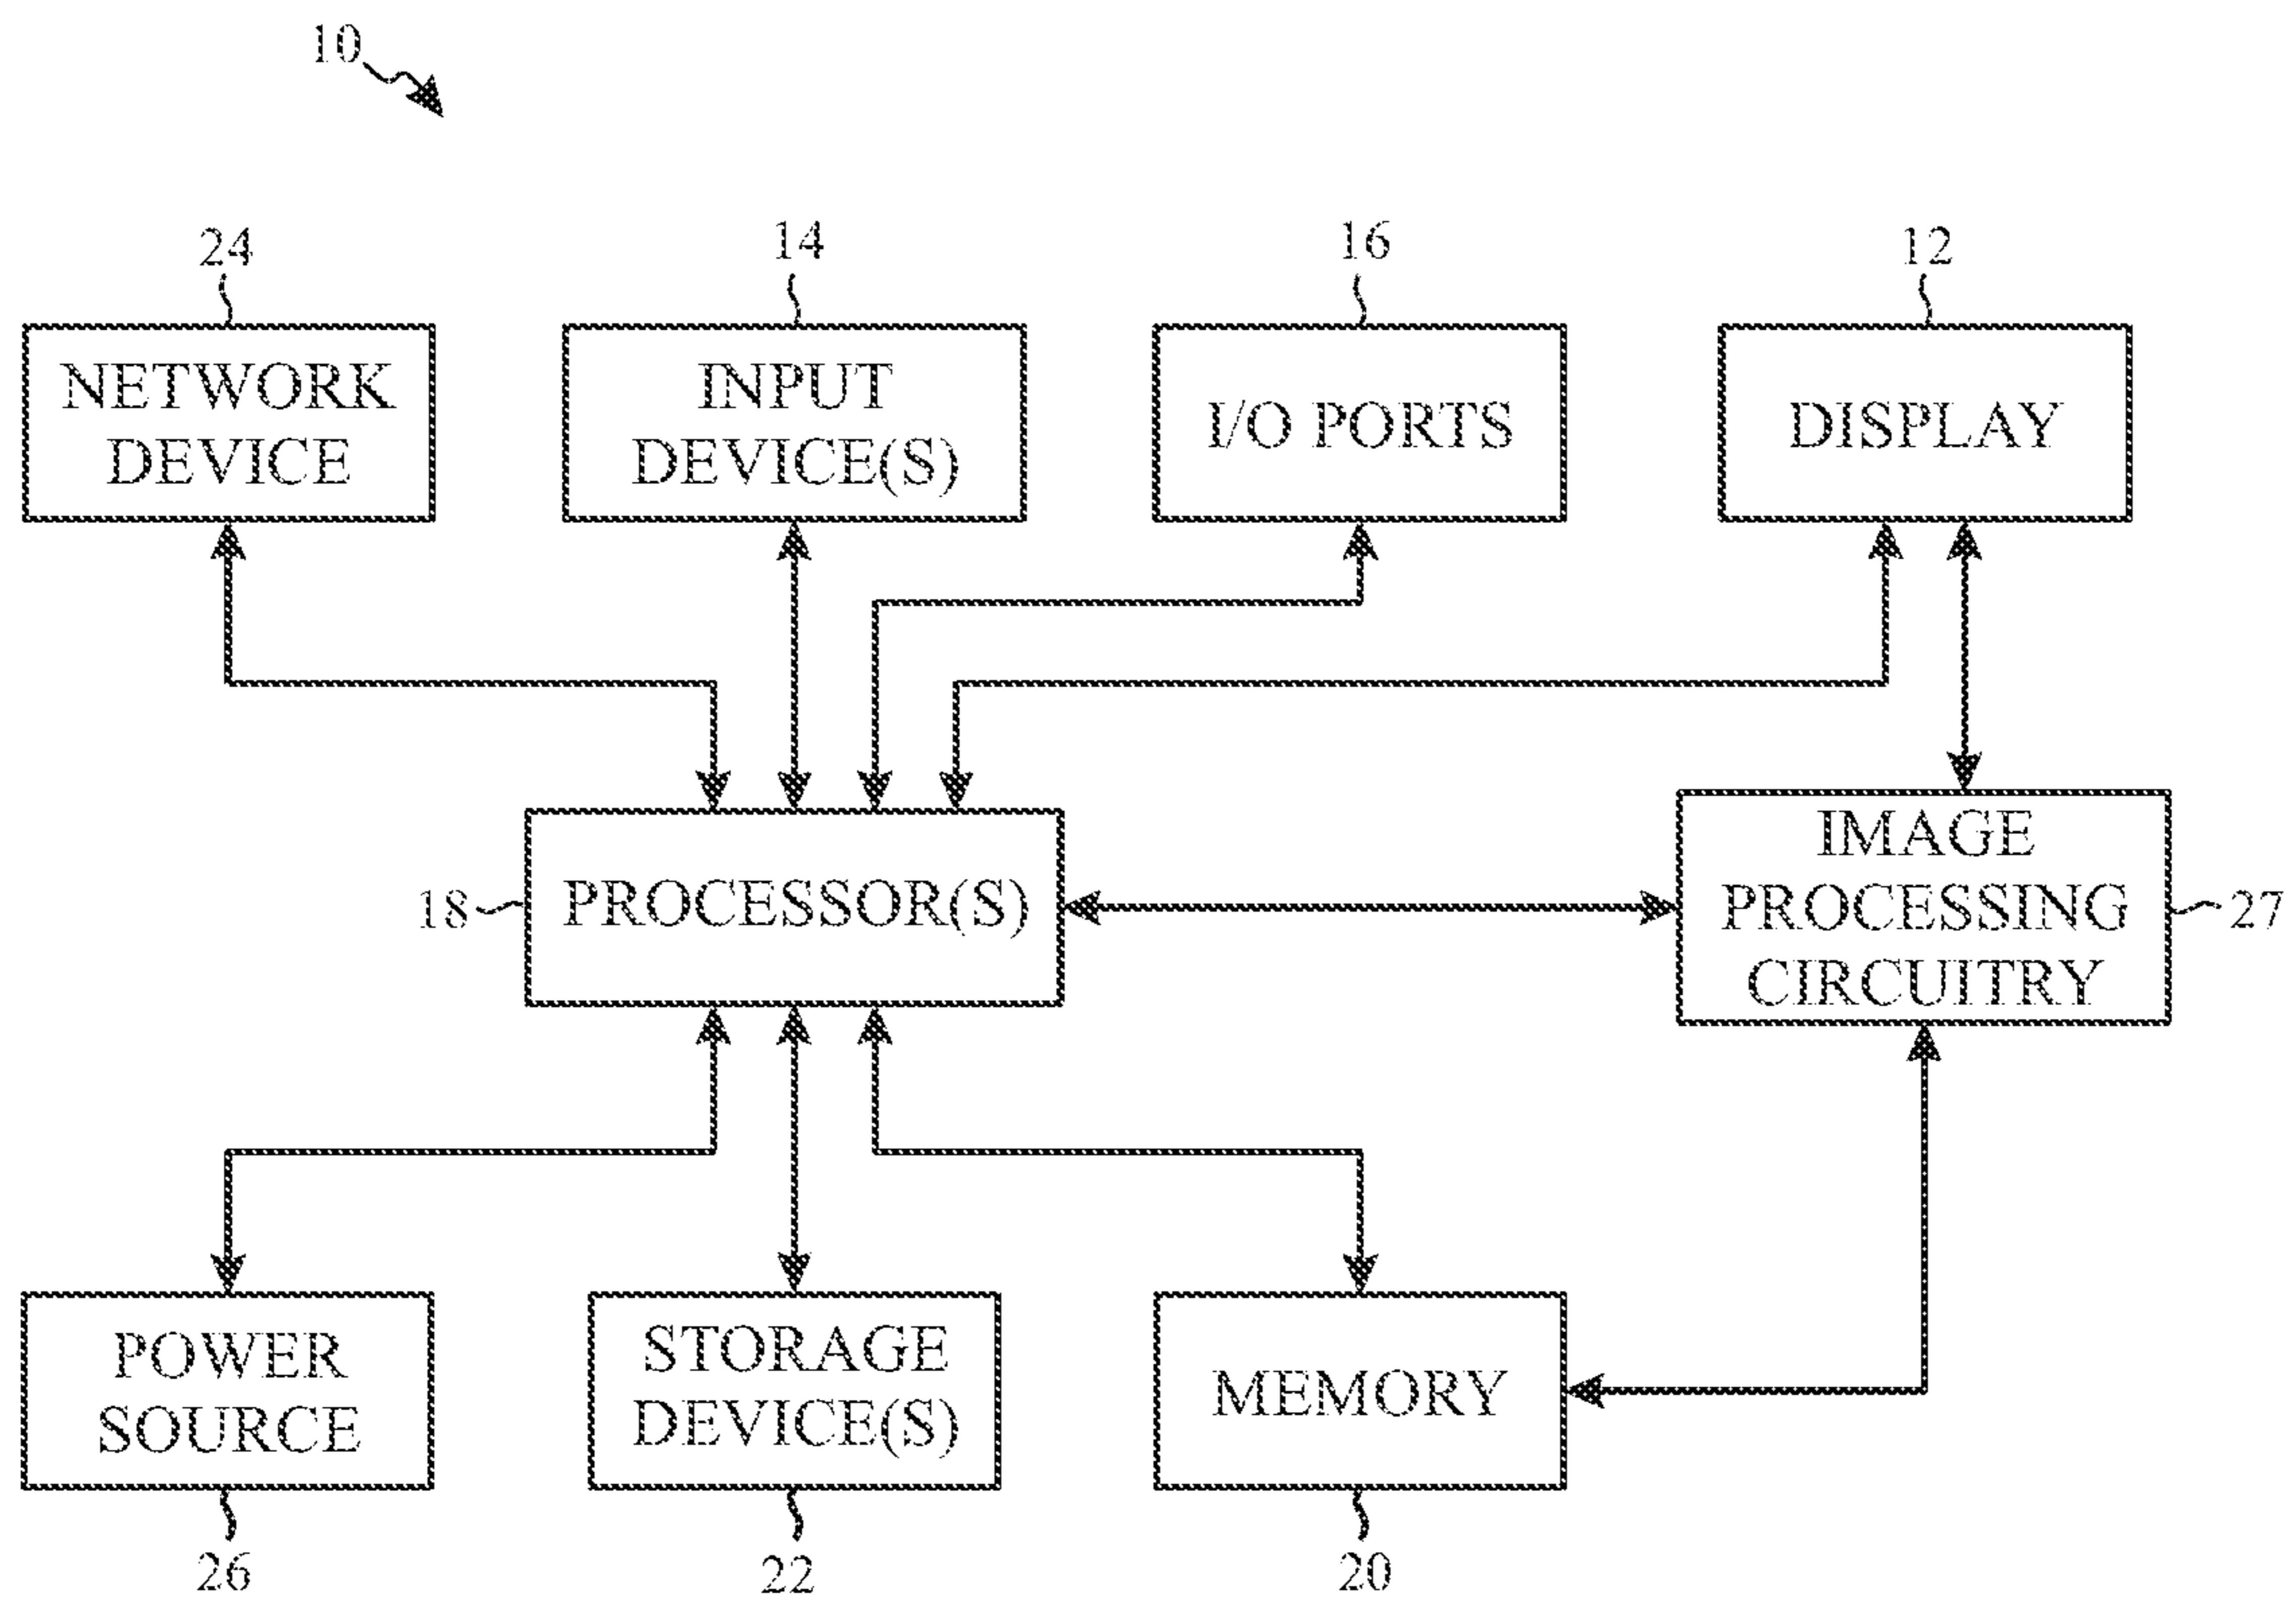 10
24
14
16
12
NETWORK
DEVICE
INPUT
DEVICE(S)
I/O PORTS
DISPLAY
18
PROCESSOR(S)
IMAGE
PROCESSING
CIRCUITRY
27
POWER
SOURCE
STORAGE
DEVICE(S)
MEMORY
26
22
20